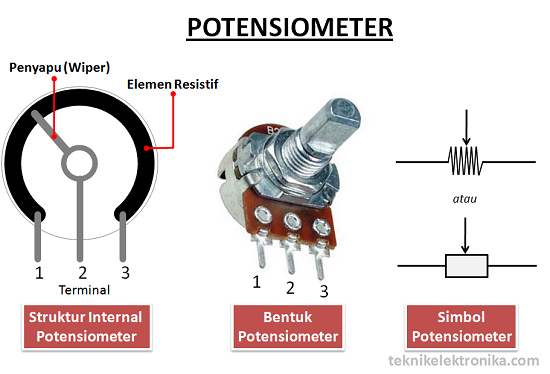 POTENSIOMETER
Penyapu (Wiper)
Elemen Resistif
1 2 3
Terminal
Struktur Internal
Potensiometer
1 2 3
Bentuk
Potensiometer
atau
Simbol
Potensiometer
teknikelektronika.com